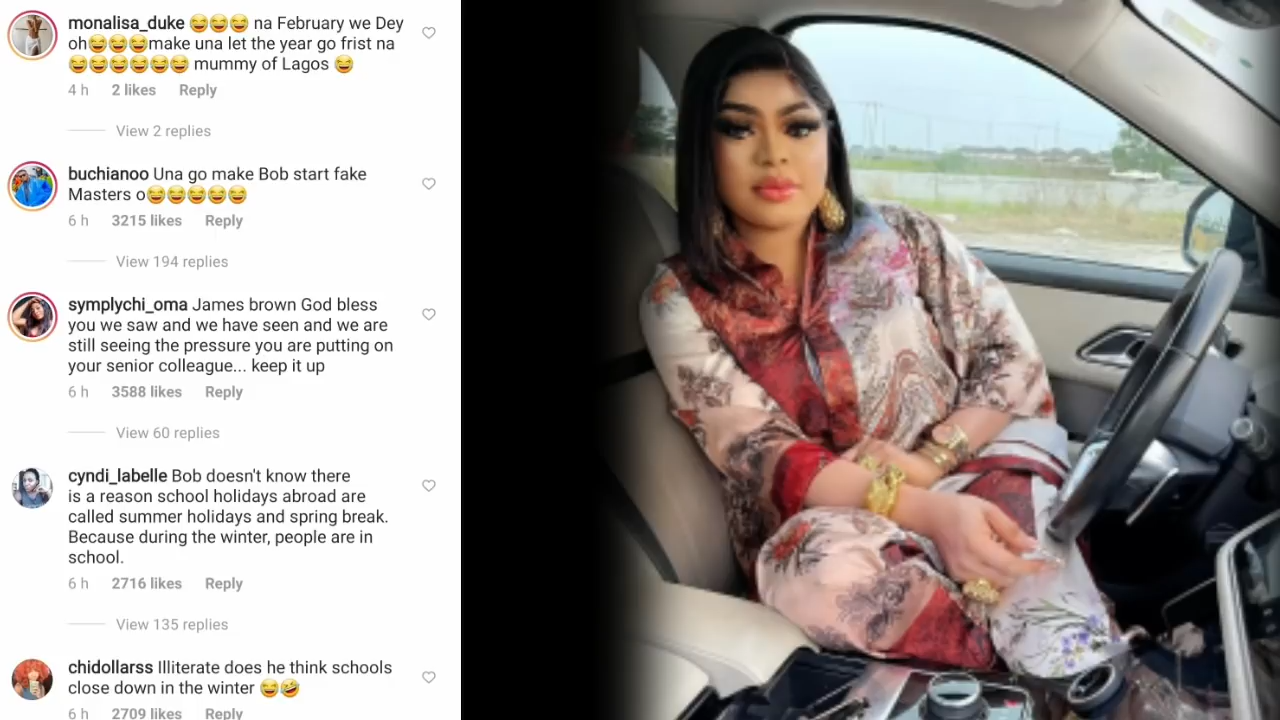 monalisa_duke 😂😂😂 na February we Dey
oh😂😂😂make una let the year go frist na
😂😂😂😂😂😂 mummy of Lagos 😂
4 h 2 likes Reply
View 2 replies
buchianoo Una go make Bob start fake
Masters o😂😂😂😂😂
6 h 3215 likes Reply
View 194 replies
symplychi_oma James brown God bless
you we saw and we have seen and we are
still seeing the pressure you are putting on
your senior colleague... keep it up
6 h 3588 likes Reply
View 60 replies
cyndi_labelle Bob doesn't know there
is a reason school holidays abroad are
called summer holidays and spring break.
Because during the winter, people are in
school.
6 h 2716 likes Reply
View 135 replies
chidollarss Illiterate does he think schools
close down in the winter 😂🤣
6 h 2709 likes Reply